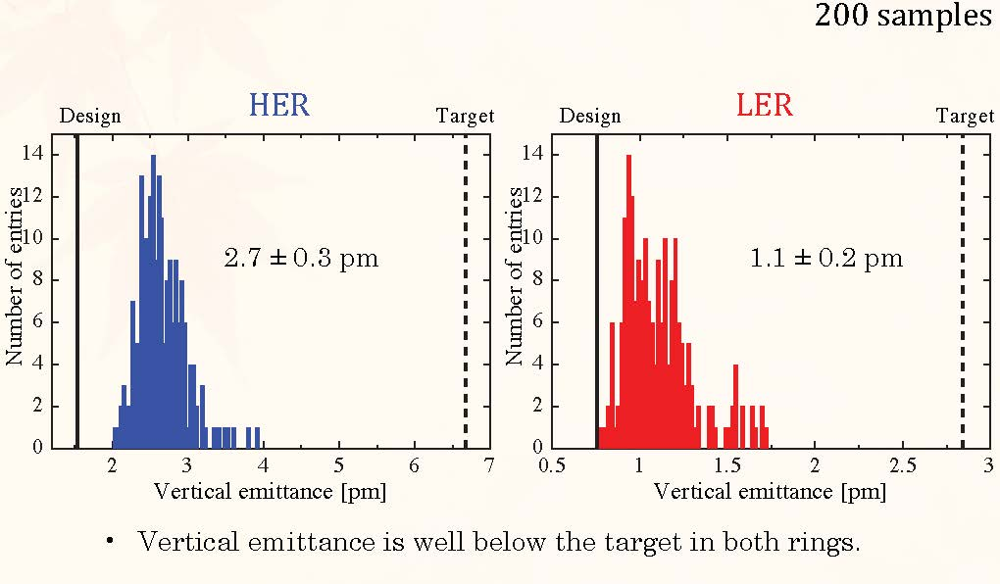 200 samples
HER
Design
Target
14
12
10
8
6
4
2
0
Number of entries
2.7 ± 0.3 pm
2 3 4 5 6 7
Vertical emittance [pm]
LER
Design
Target
14
12
10
8
6
4
2
0
Number of entries
1.1 ± 0.2 pm
0.5 1 1.5 2 2.5 3
Vertical emittance [pm]
• Vertical emittance is well below the target in both rings.